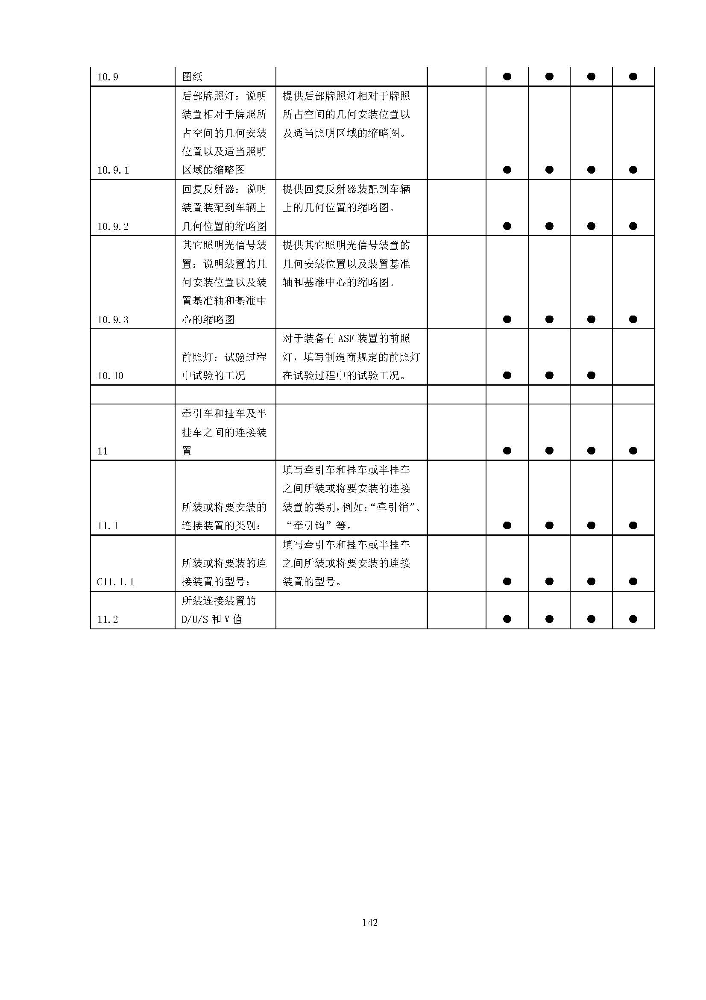 10.9 图纸 ● ● ● ●
后部牌照灯：说明 提供后部牌照灯相对于牌照
装置相对于牌照所 所占空间的几何安装位置以
占空间的几何安装 及适当照明区域的缩略图。
位置以及适当照明
10.9.1 区域的缩略图 ● ● ● ●
回复反射器：说明 提供回复反射器装配到车辆
装置装配到车辆上 上的几何位置的缩略图。
10.9.2 几何位置的缩略图 ● ● ● ●
其它照明光信号装 提供其它照明光信号装置的
置：说明装置的几 几何安装位置以及装置基准
何安装位置以及装 轴和基准中心的缩略图。
置基准轴和基准中
10.9.3 心的缩略图 ● ● ● ●
对于装备有 ASF 装置的前照
前照灯：试验过程 灯，填写制造商规定的前照灯
10.10 中试验的工况 在试验过程中的试验工况。 ● ● ●
牵引车和挂车及半
挂车之间的连接装
11 置 ● ● ● ●
填写牵引车和挂车或半挂车
之间所装或将要安装的连接
所装或将要安装的 装置的类别，例如：“牵引销”、
11.1 连接装置的类别： “牵引钩”等。 ● ● ● ●
填写牵引车和挂车或半挂车
所装或将要装的连 之间所装或将要安装的连接
C11.1.1 接装置的型号： 装置的型号。 ● ● ● ●
所装连接装置的
11.2 D/U/S 和 V 值 ● ● ● ●
142